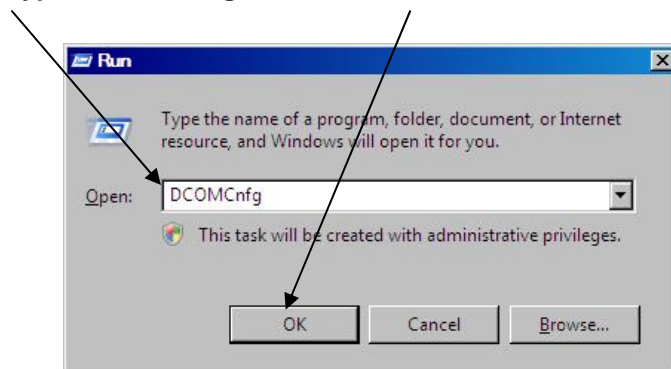 Run
Type the name of a program, folder, document, or Internet
resource, and Windows will open it for you.
Open: DCOMCnfg
This task will be created with administrative privileges.
OK Cancel Browse...